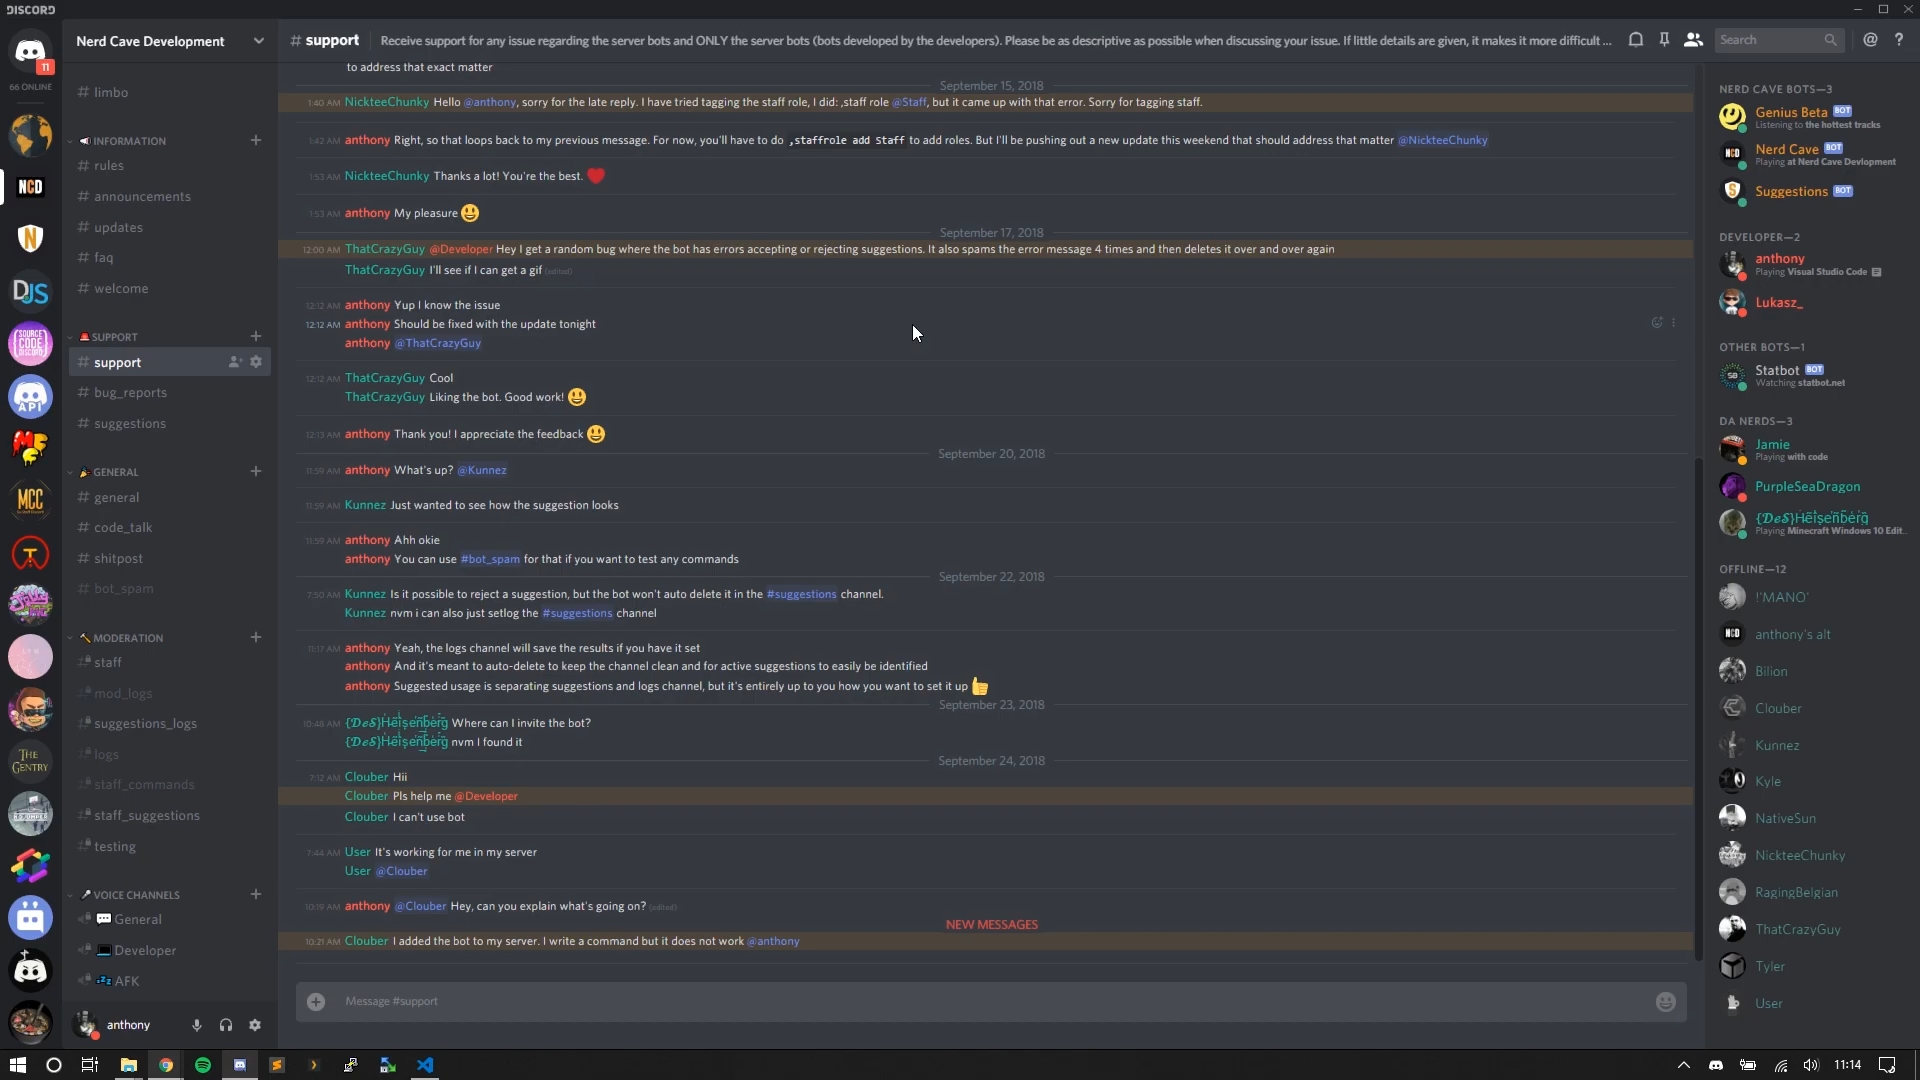 DISCORD
11
66 ONLINE
NCD
N
DJS
SOURCE CODE DISCORD
API
MCC
THE GENTRY
Nerd Cave Development
# limbo
INFORMATION
# rules
# announcements
# updates
# faq
# welcome
SUPPORT
# support
# bug_reports
# suggestions
GENERAL
# general
# code_talk
# shitpost
# bot_spam
MODERATION
staff
mod_logs
suggestions_logs
logs
staff_commands
staff_suggestions
testing
VOICE CHANNELS
General
Developer
AFK
anthony
# support
Receive support for any issue regarding the server bots and ONLY the server bots (bots developed by the developers). Please be as descriptive as possible when discussing your issue. If little details are given, it makes it more difficult ...
Search
to address that exact matter
September 15, 2018
1:40 AM NickteeChunky Hello @anthony, sorry for the late reply. I have tried tagging the staff role, I did: ,staff role @Staff, but it came up with that error. Sorry for tagging staff.
1:42 AM anthony Right, so that loops back to my previous message. For now, you'll have to do ,staffrole add Staff to add roles. But I'll be pushing out a new update this weekend that should address that matter @NickteeChunky
1:53 AM NickteeChunky Thanks a lot! You're the best. ❤️
1:53 AM anthony My pleasure 😃
September 17, 2018
12:00 AM ThatCrazyGuy @Developer Hey I get a random bug where the bot has errors accepting or rejecting suggestions. It also spams the error message 4 times and then deletes it over and over again
ThatCrazyGuy I'll see if I can get a gif (edited)
12:12 AM anthony Yup I know the issue
12:12 AM anthony Should be fixed with the update tonight
anthony @ThatCrazyGuy
12:12 AM ThatCrazyGuy Cool
ThatCrazyGuy Liking the bot. Good work! 😃
12:13 AM anthony Thank you! I appreciate the feedback 😃
September 20, 2018
11:59 AM anthony What's up? @Kunnez
11:59 AM Kunnez Just wanted to see how the suggestion looks
11:59 AM anthony Ahh okie
anthony You can use #bot_spam for that if you want to test any commands
September 22, 2018
7:50 AM Kunnez Is it possible to reject a suggestion, but the bot won't auto delete it in the #suggestions channel.
Kunnez nvm i can also just setlog the #suggestions channel
11:17 AM anthony Yeah, the logs channel will save the results if you have it set
anthony And it's meant to auto-delete to keep the channel clean and for active suggestions to easily be identified
anthony Suggested usage is separating suggestions and logs channel, but it's entirely up to you how you want to set it up 👍
September 23, 2018
10:48 AM {𝓓𝓮𝓢}Heisenberg Where can I invite the bot?
{𝓓𝓮𝓢}Heisenberg nvm I found it
September 24, 2018
7:12 AM Clouber Hii
Clouber Pls help me @Developer
Clouber I can't use bot
7:44 AM User It's working for me in my server
User @Clouber
10:19 AM anthony @Clouber Hey, can you explain what's going on? (edited)
NEW MESSAGES
10:21 AM Clouber I added the bot to my server. I write a command but it does not work @anthony
Message #support
NERD CAVE BOTS—3
Genius Beta BOT
Listening to the hottest tracks
Nerd Cave BOT
Playing at Nerd Cave Devlopment
Suggestions BOT
DEVELOPER—2
anthony
Playing Visual Studio Code
Lukasz_
OTHER BOTS—1
Statbot BOT
Watching statbot.net
DA NERDS—3
Jamie
Playing with code
PurpleSeaDragon
{𝓓𝓮𝓢}Heisenberg
Playing Minecraft Windows 10 Edit...
OFFLINE—12
!'MANO'
anthony's alt
Bilion
Clouber
Kunnez
Kyle
NativeSun
NickteeChunky
RagingBelgian
ThatCrazyGuy
Tyler
User
11:14